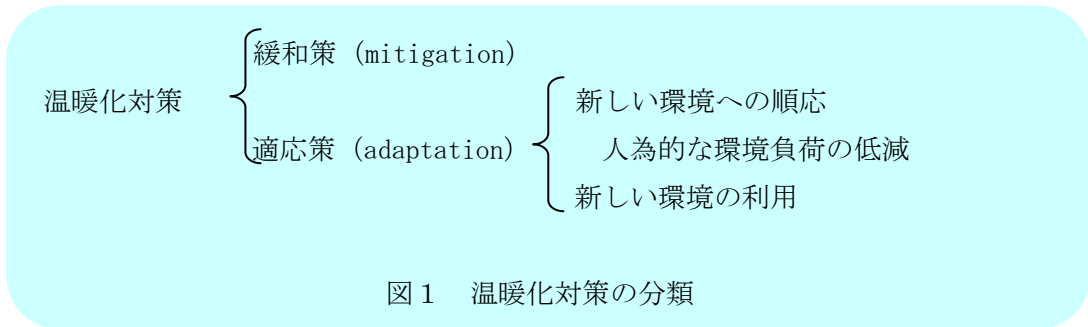 緩和策 (mitigation)
温暖化対策
新しい環境への順応
適応策 (adaptation)
人為的な環境負荷の低減
新しい環境の利用
図1 温暖化対策の分類